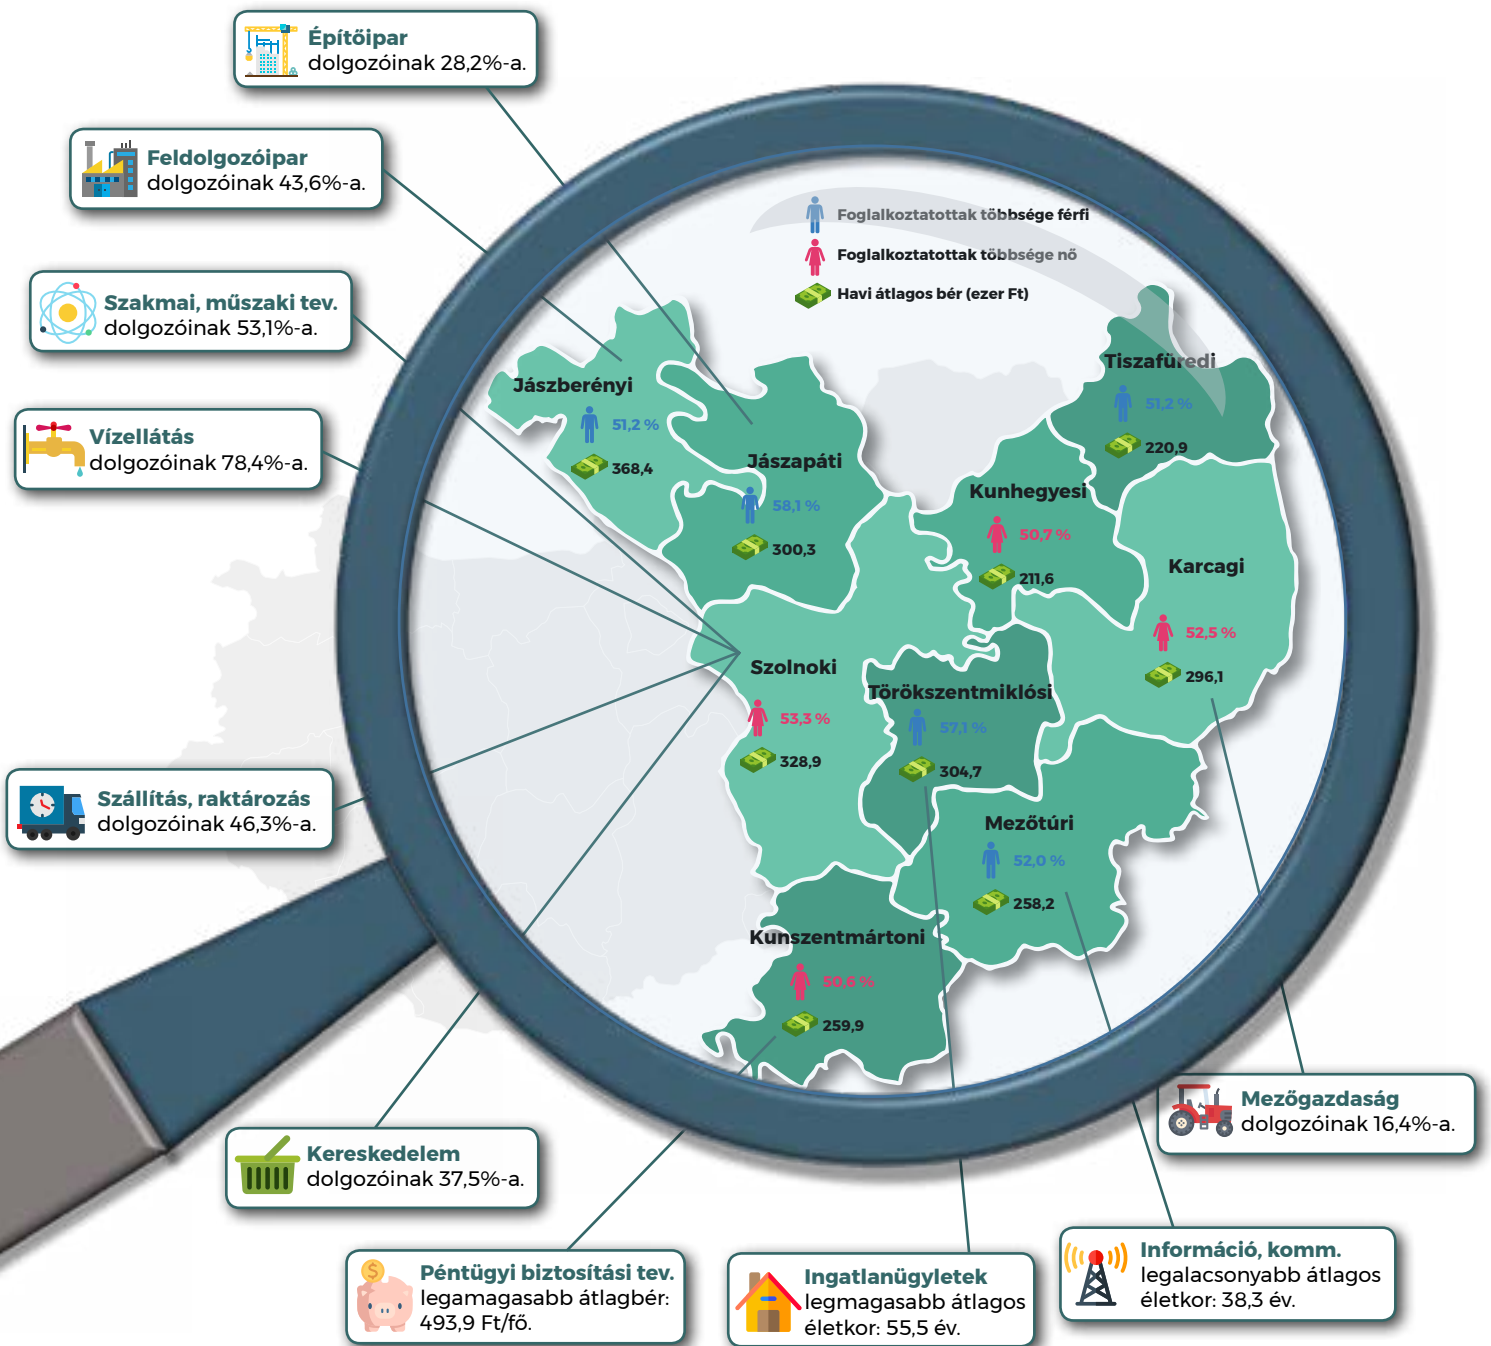 Építőipar
dolgozóinak 28,2%-a.
Feldolgozóipar
dolgozóinak 43,6%-a.
Szakmai, műszaki tev.
dolgozóinak 53,1%-a.
Vízellátás
dolgozóinak 78,4%-a.
Szállítás, raktározás
dolgozóinak 46,3%-a.
Foglalkoztatottak többsége férfi
Foglalkoztatottak többsége nő
Havi átlagos bér (ezer Ft)
Jászberényi
51,2 %
368,4
Jászapáti
58,1 %
300,3
Tiszafüredi
51,2 %
220,9
Kunhegyesi
50,7 %
211,6
Karcagi
52,5 %
296,1
Szolnoki
53,3 %
328,9
Törökszentmiklósi
57,1 %
304,7
Mezőtúri
52,0 %
258,2
Kunszentmártoni
50,6 %
259,9
Kereskedelem
dolgozóinak 37,5%-a.
Mezőgazdaság
dolgozóinak 16,4%-a.
Péntügyi biztosítási tev.
legamagasabb átlagbér:
493,9 Ft/fő.
Ingatlanügyletek
legmagasabb átlagos
életkor: 55,5 év.
Információ, komm.
legalacsonyabb átlagos
életkor: 38,3 év.